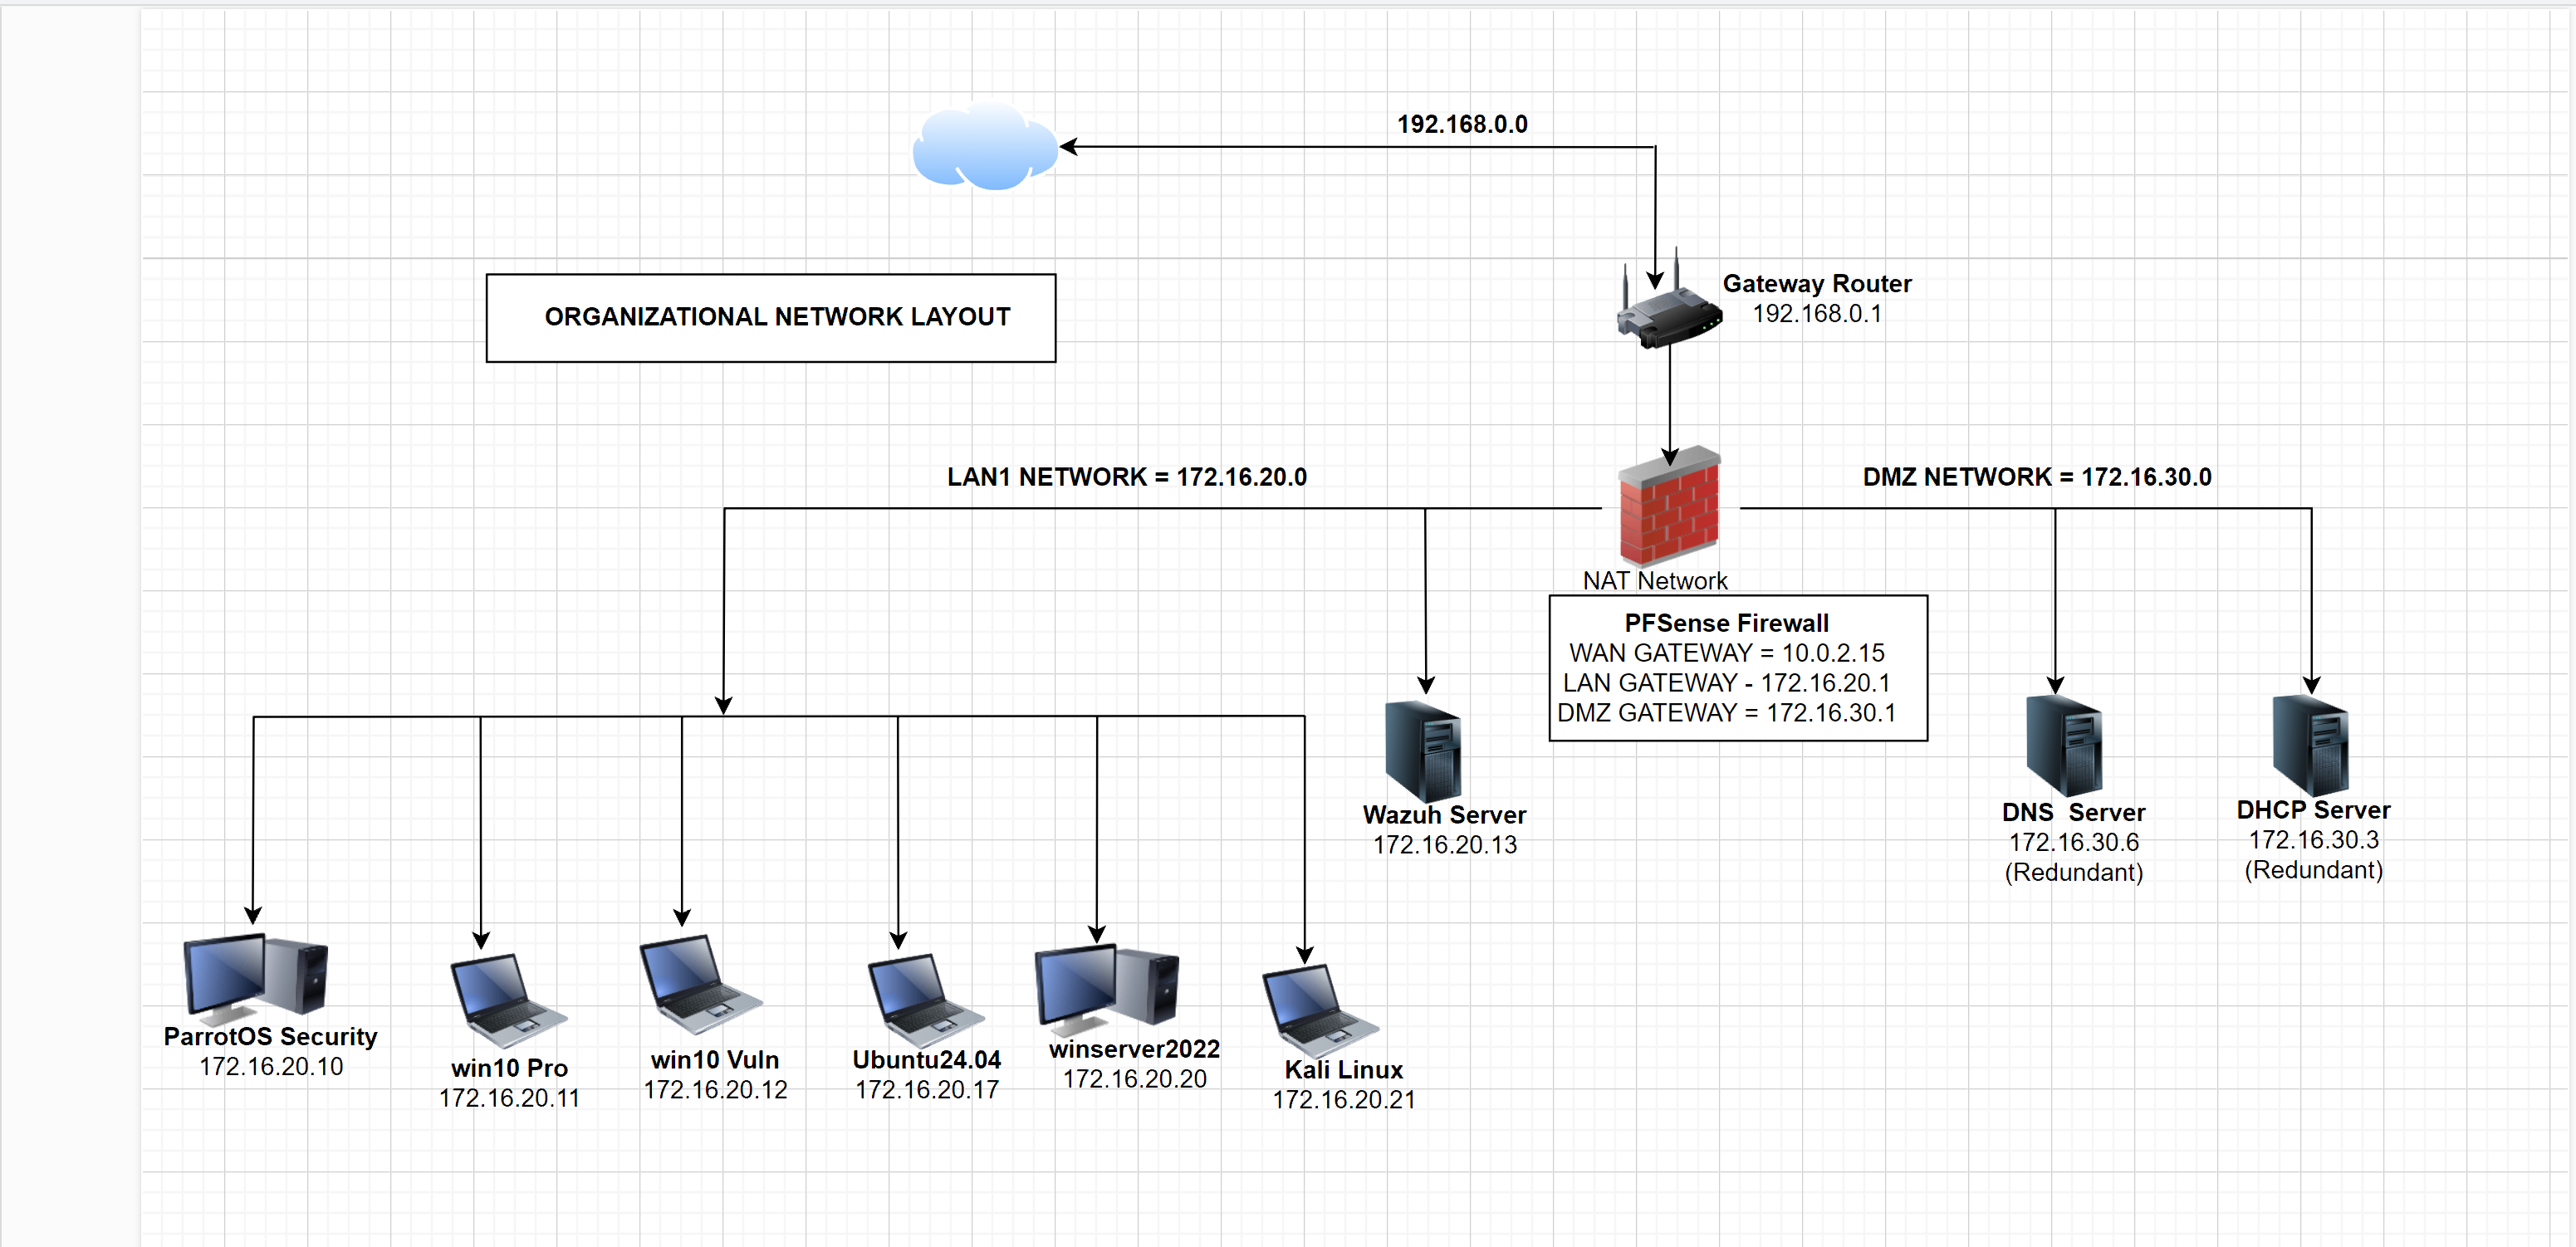 192.168.0.0
Gateway Router
192.168.0.1
ORGANIZATIONAL NETWORK LAYOUT
LAN1 NETWORK = 172.16.20.0
DMZ NETWORK = 172.16.30.0
NAT Network
PFSense Firewall
WAN GATEWAY = 10.0.2.15
LAN GATEWAY - 172.16.20.1
DMZ GATEWAY = 172.16.30.1
Wazuh Server
172.16.20.13
DNS  Server
172.16.30.6
(Redundant)
DHCP Server
172.16.30.3
(Redundant)
ParrotOS Security
172.16.20.10
win10 Pro
172.16.20.11
win10 Vuln
172.16.20.12
Ubuntu24.04
172.16.20.17
winserver2022
172.16.20.20
Kali Linux
172.16.20.21